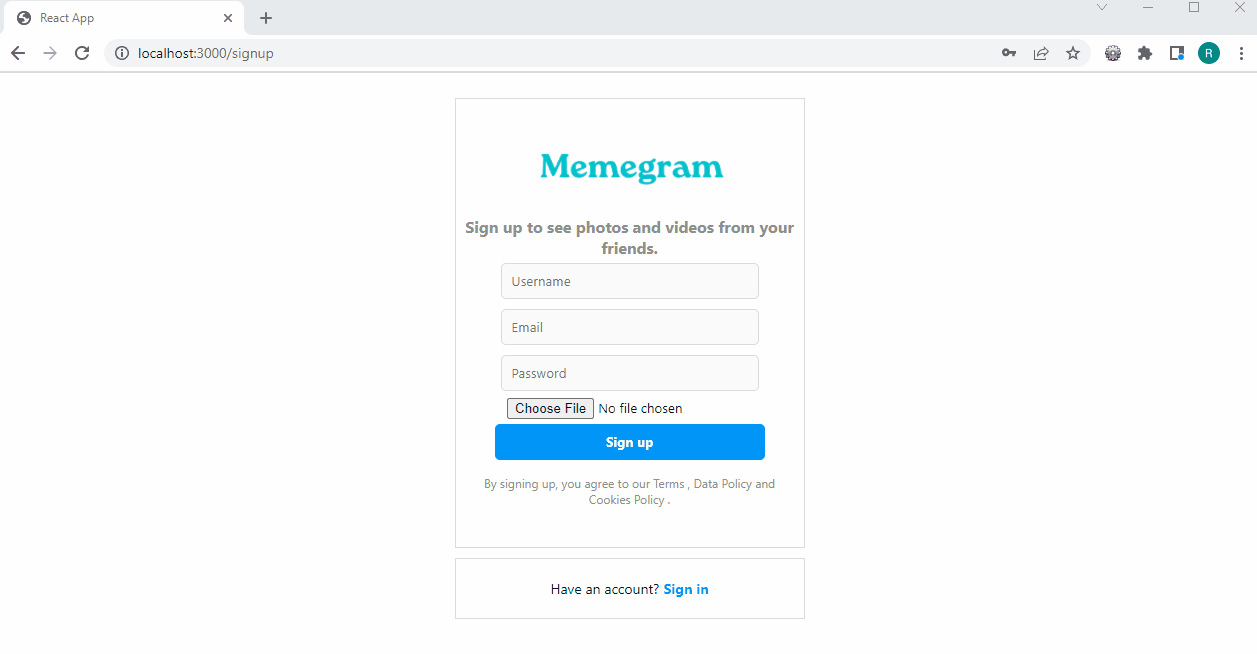 React App
localhost:3000/signup
R
Memegram
Sign up to see photos and videos from your
friends.
Username
Email
Password
Choose File No file chosen
Sign up
By signing up, you agree to our Terms , Data Policy and
Cookies Policy .
Have an account? Sign in